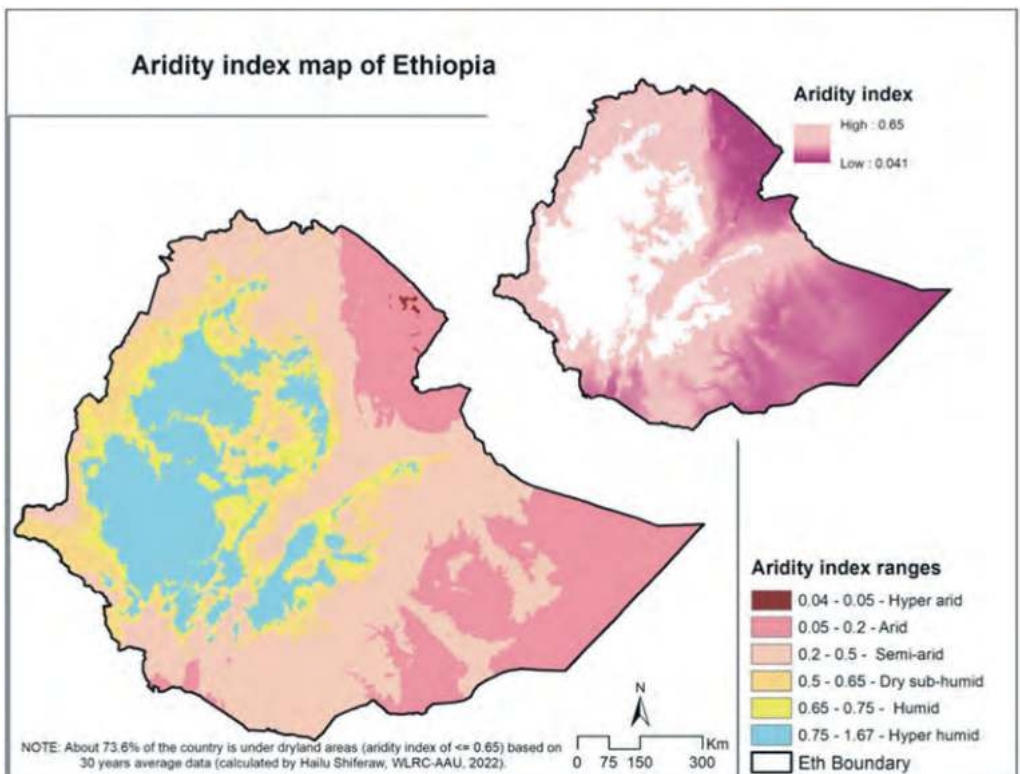 Aridity index map of Ethiopia
Aridity index
High : 0.65
Low : 0.041
Aridity index ranges
0.04 - 0.05 - Hyper arid
0.05 - 0.2 - Arid
0.2 - 0.5 - Semi-arid
0.5 - 0.65 - Dry sub-humid
0.65 - 0.75 - Humid
0.75 - 1.67 - Hyper humid
Eth Boundary
N
Km
0 75 150 300
NOTE: About 73.6% of the country is under dryland areas (aridity index of <= 0.65) based on
30 years average data (calculated by Hailu Shiferaw, WLRC-AAU, 2022).